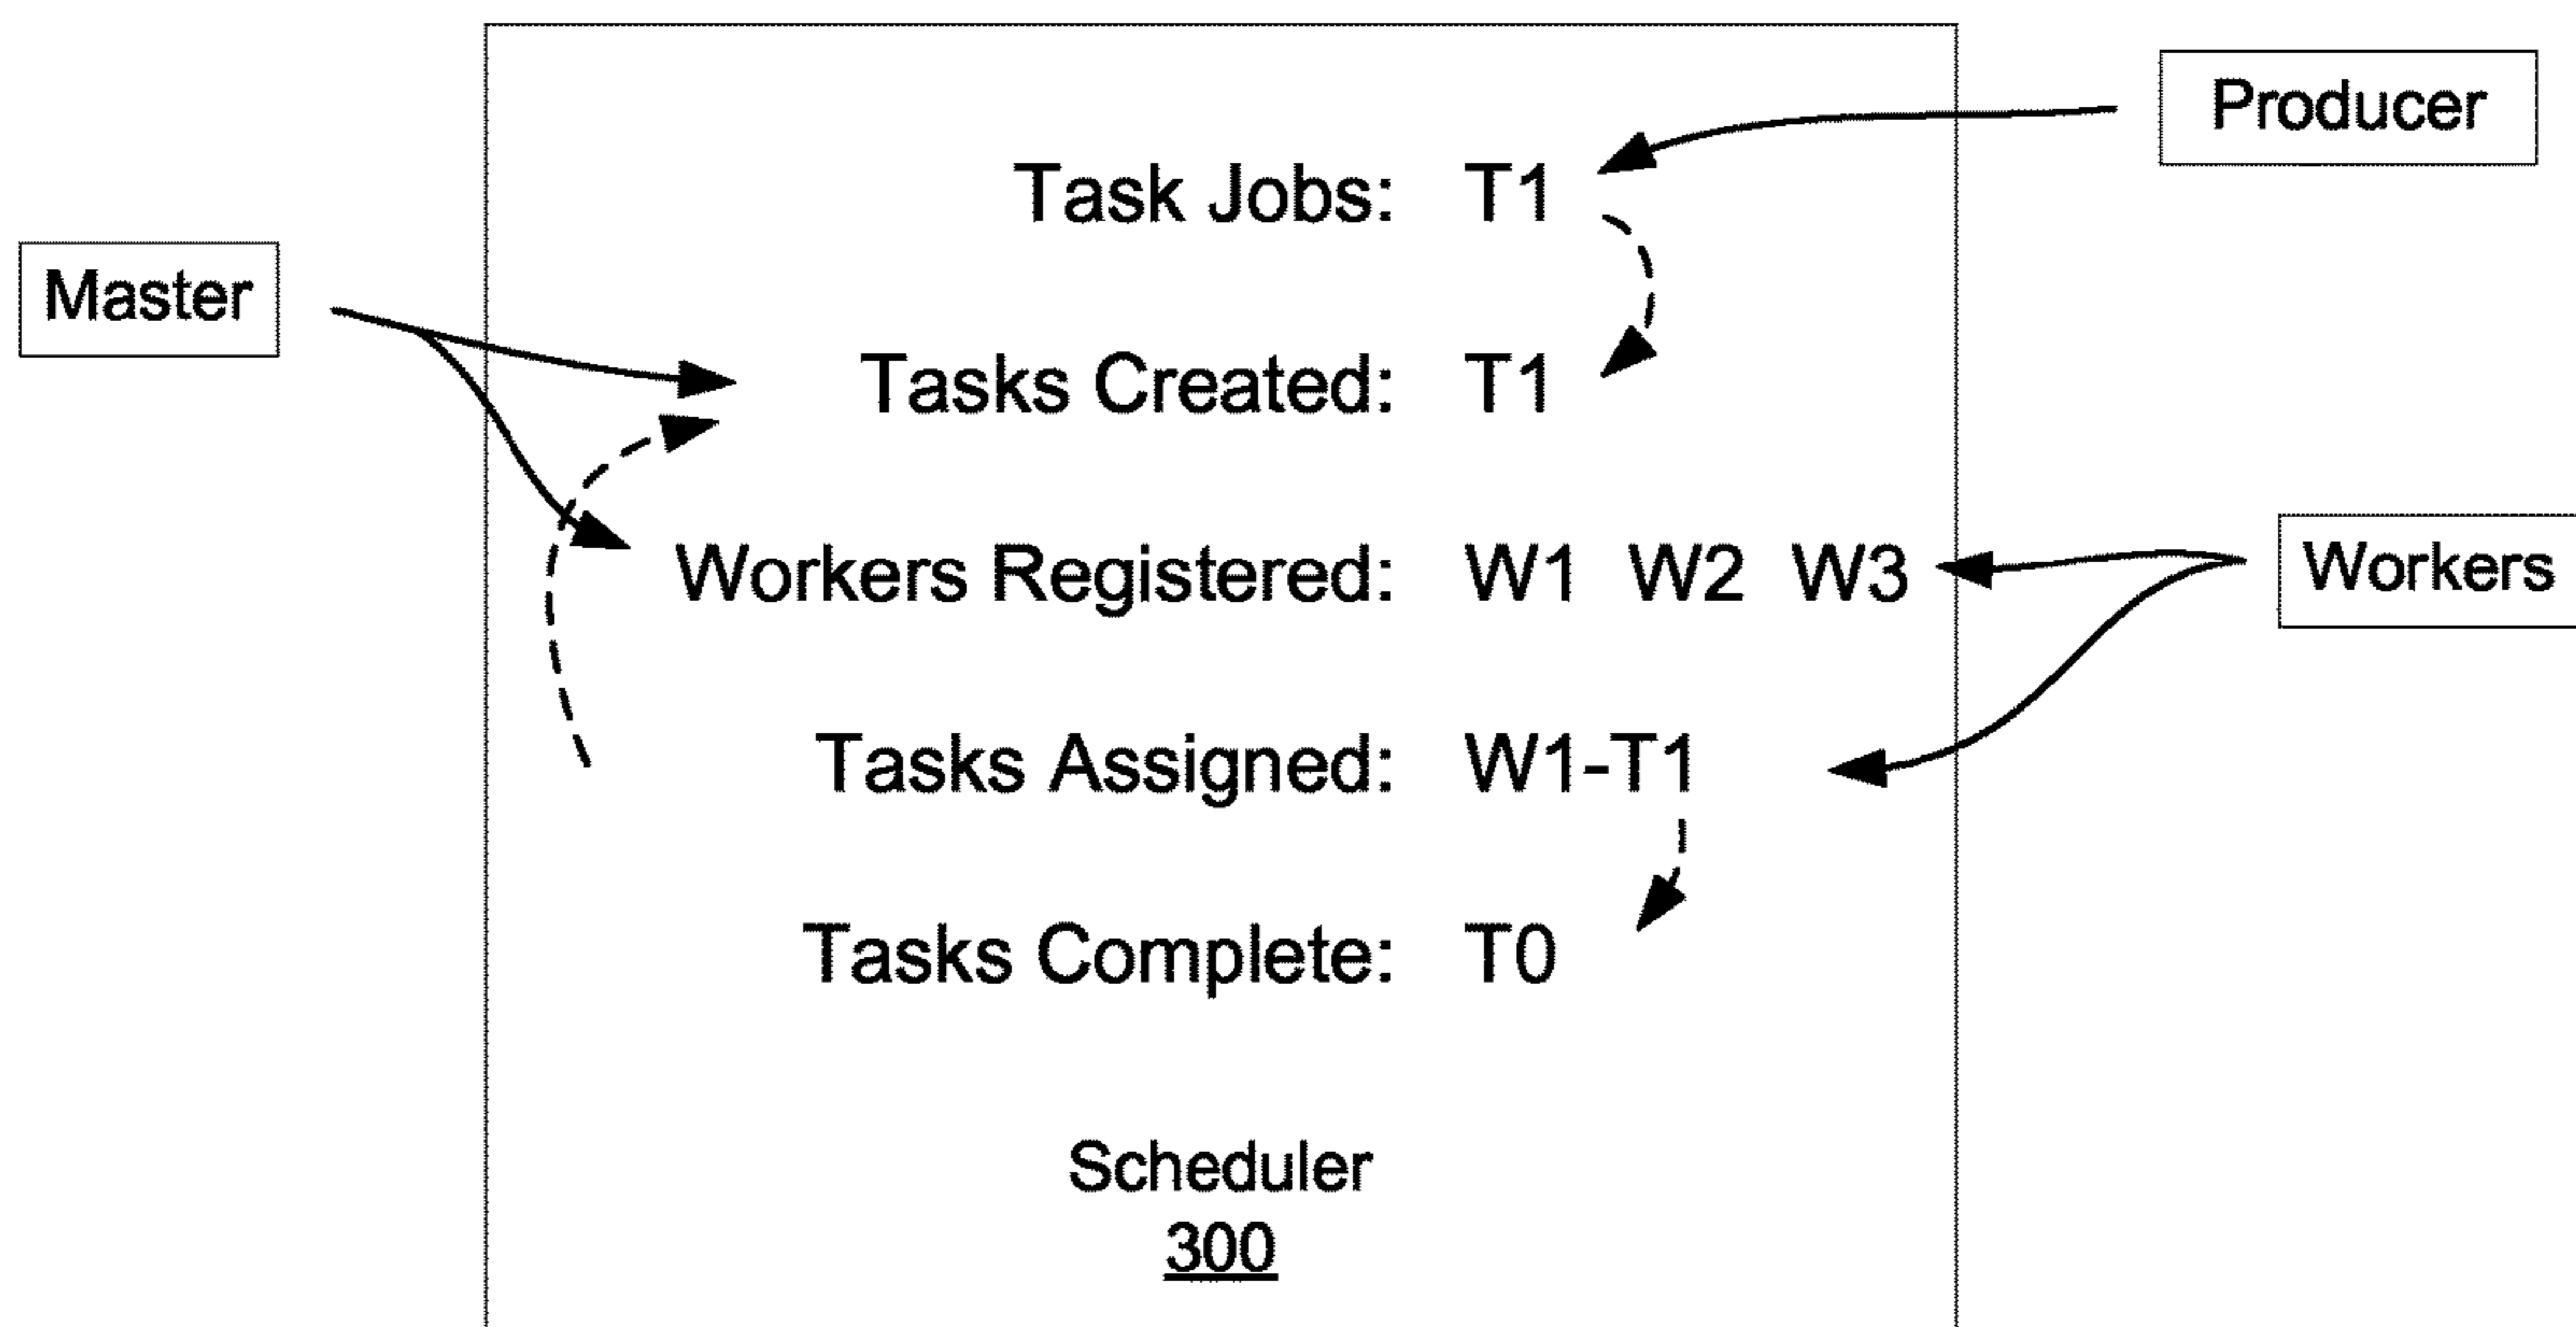 Producer
Task Jobs: T1
Master
Tasks Created: T1
Workers Registered: W1 W2 W3
Workers
Tasks Assigned: W1-T1
Tasks Complete: T0
Scheduler
300